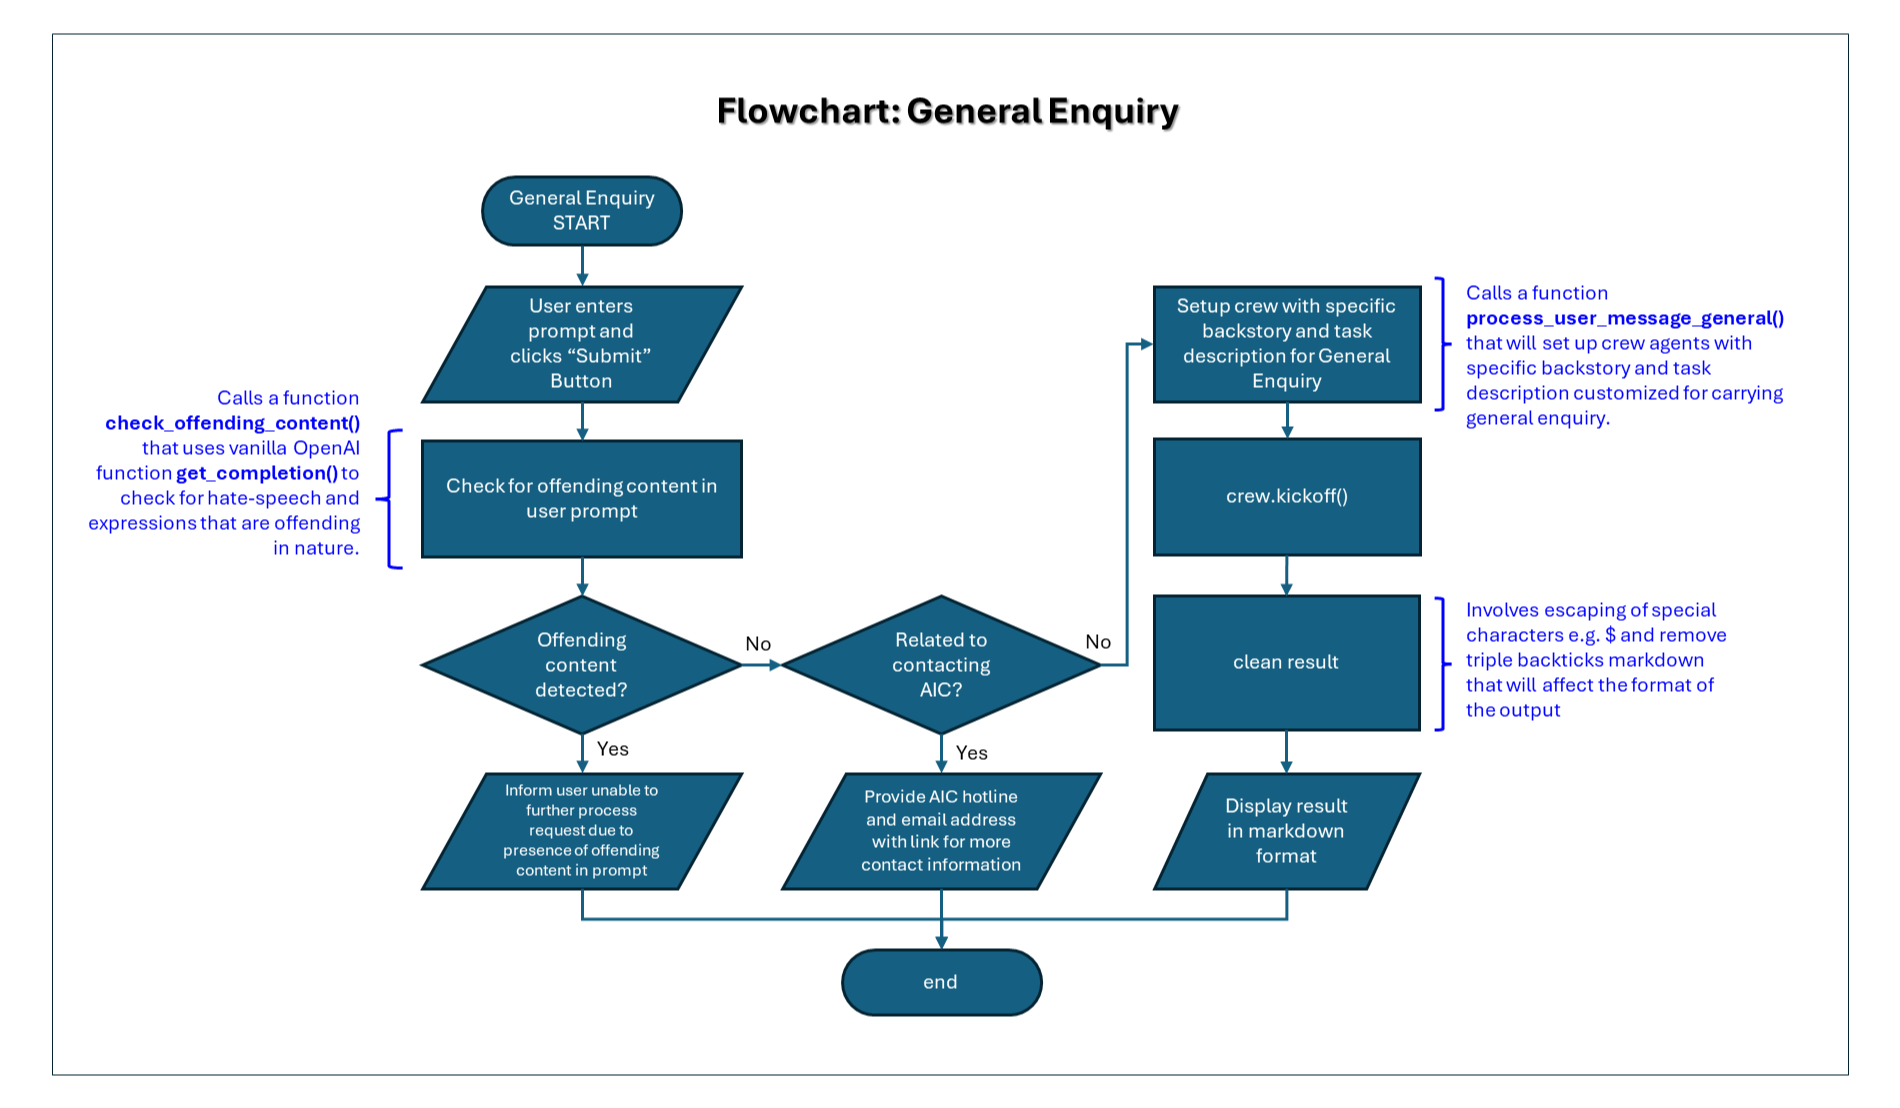 Flowchart: General Enquiry
General Enquiry
START
User enters
prompt and
clicks “Submit”
Button
Calls a function
check_offending_content()
that uses vanilla OpenAI
function get_completion() to
check for hate-speech and
expressions that are offending
in nature.
Check for offending content in
user prompt
Offending
content
detected?
No
Yes
Inform user unable to
further process
request due to
presence of offending
content in prompt
Related to
contacting
AIC?
No
Yes
Provide AIC hotline
and email address
with link for more
contact information
Setup crew with specific
backstory and task
description for General
Enquiry
Calls a function
process_user_message_general()
that will set up crew agents with
specific backstory and task
description customized for carrying
general enquiry.
crew.kickoff()
clean result
Involves escaping of special
characters e.g. $ and remove
triple backticks markdown
that will affect the format of
the output
Display result
in markdown
format
end